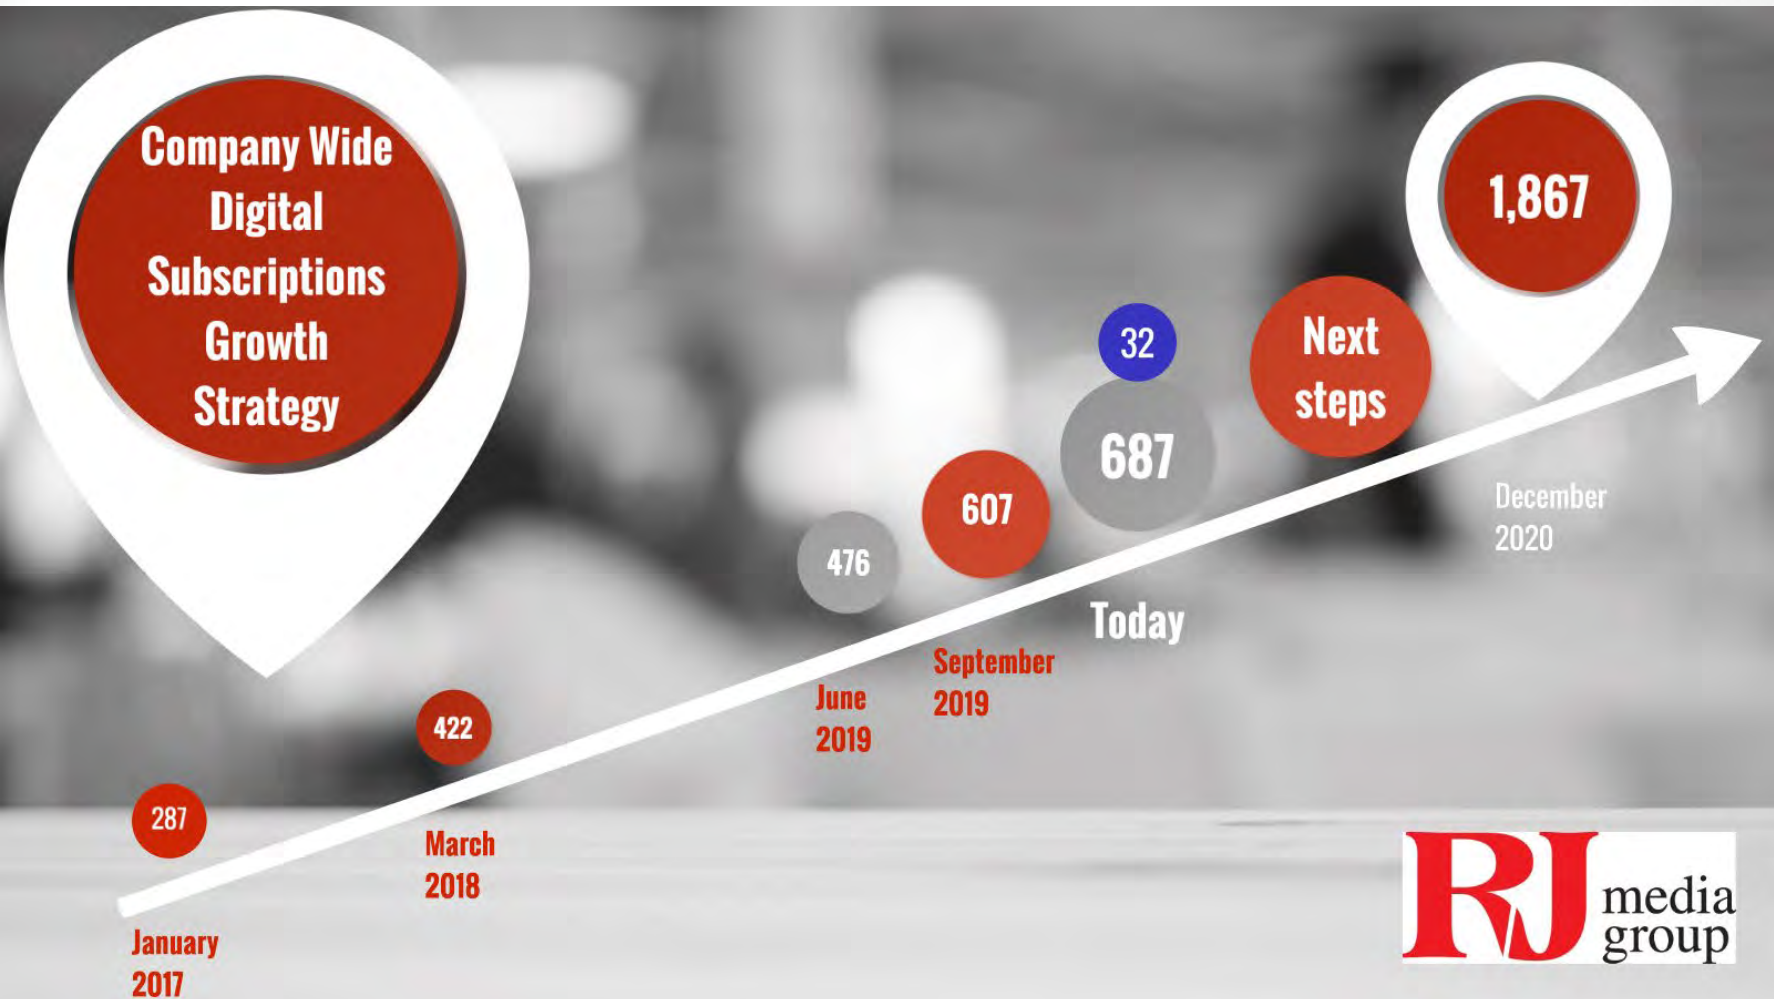 Company Wide
Digital
Subscriptions
Growth
Strategy
1,867
32
Next
steps
687
607
476
422
287
December
2020
Today
September
2019
June
2019
March
2018
January
2017
RJ media
group